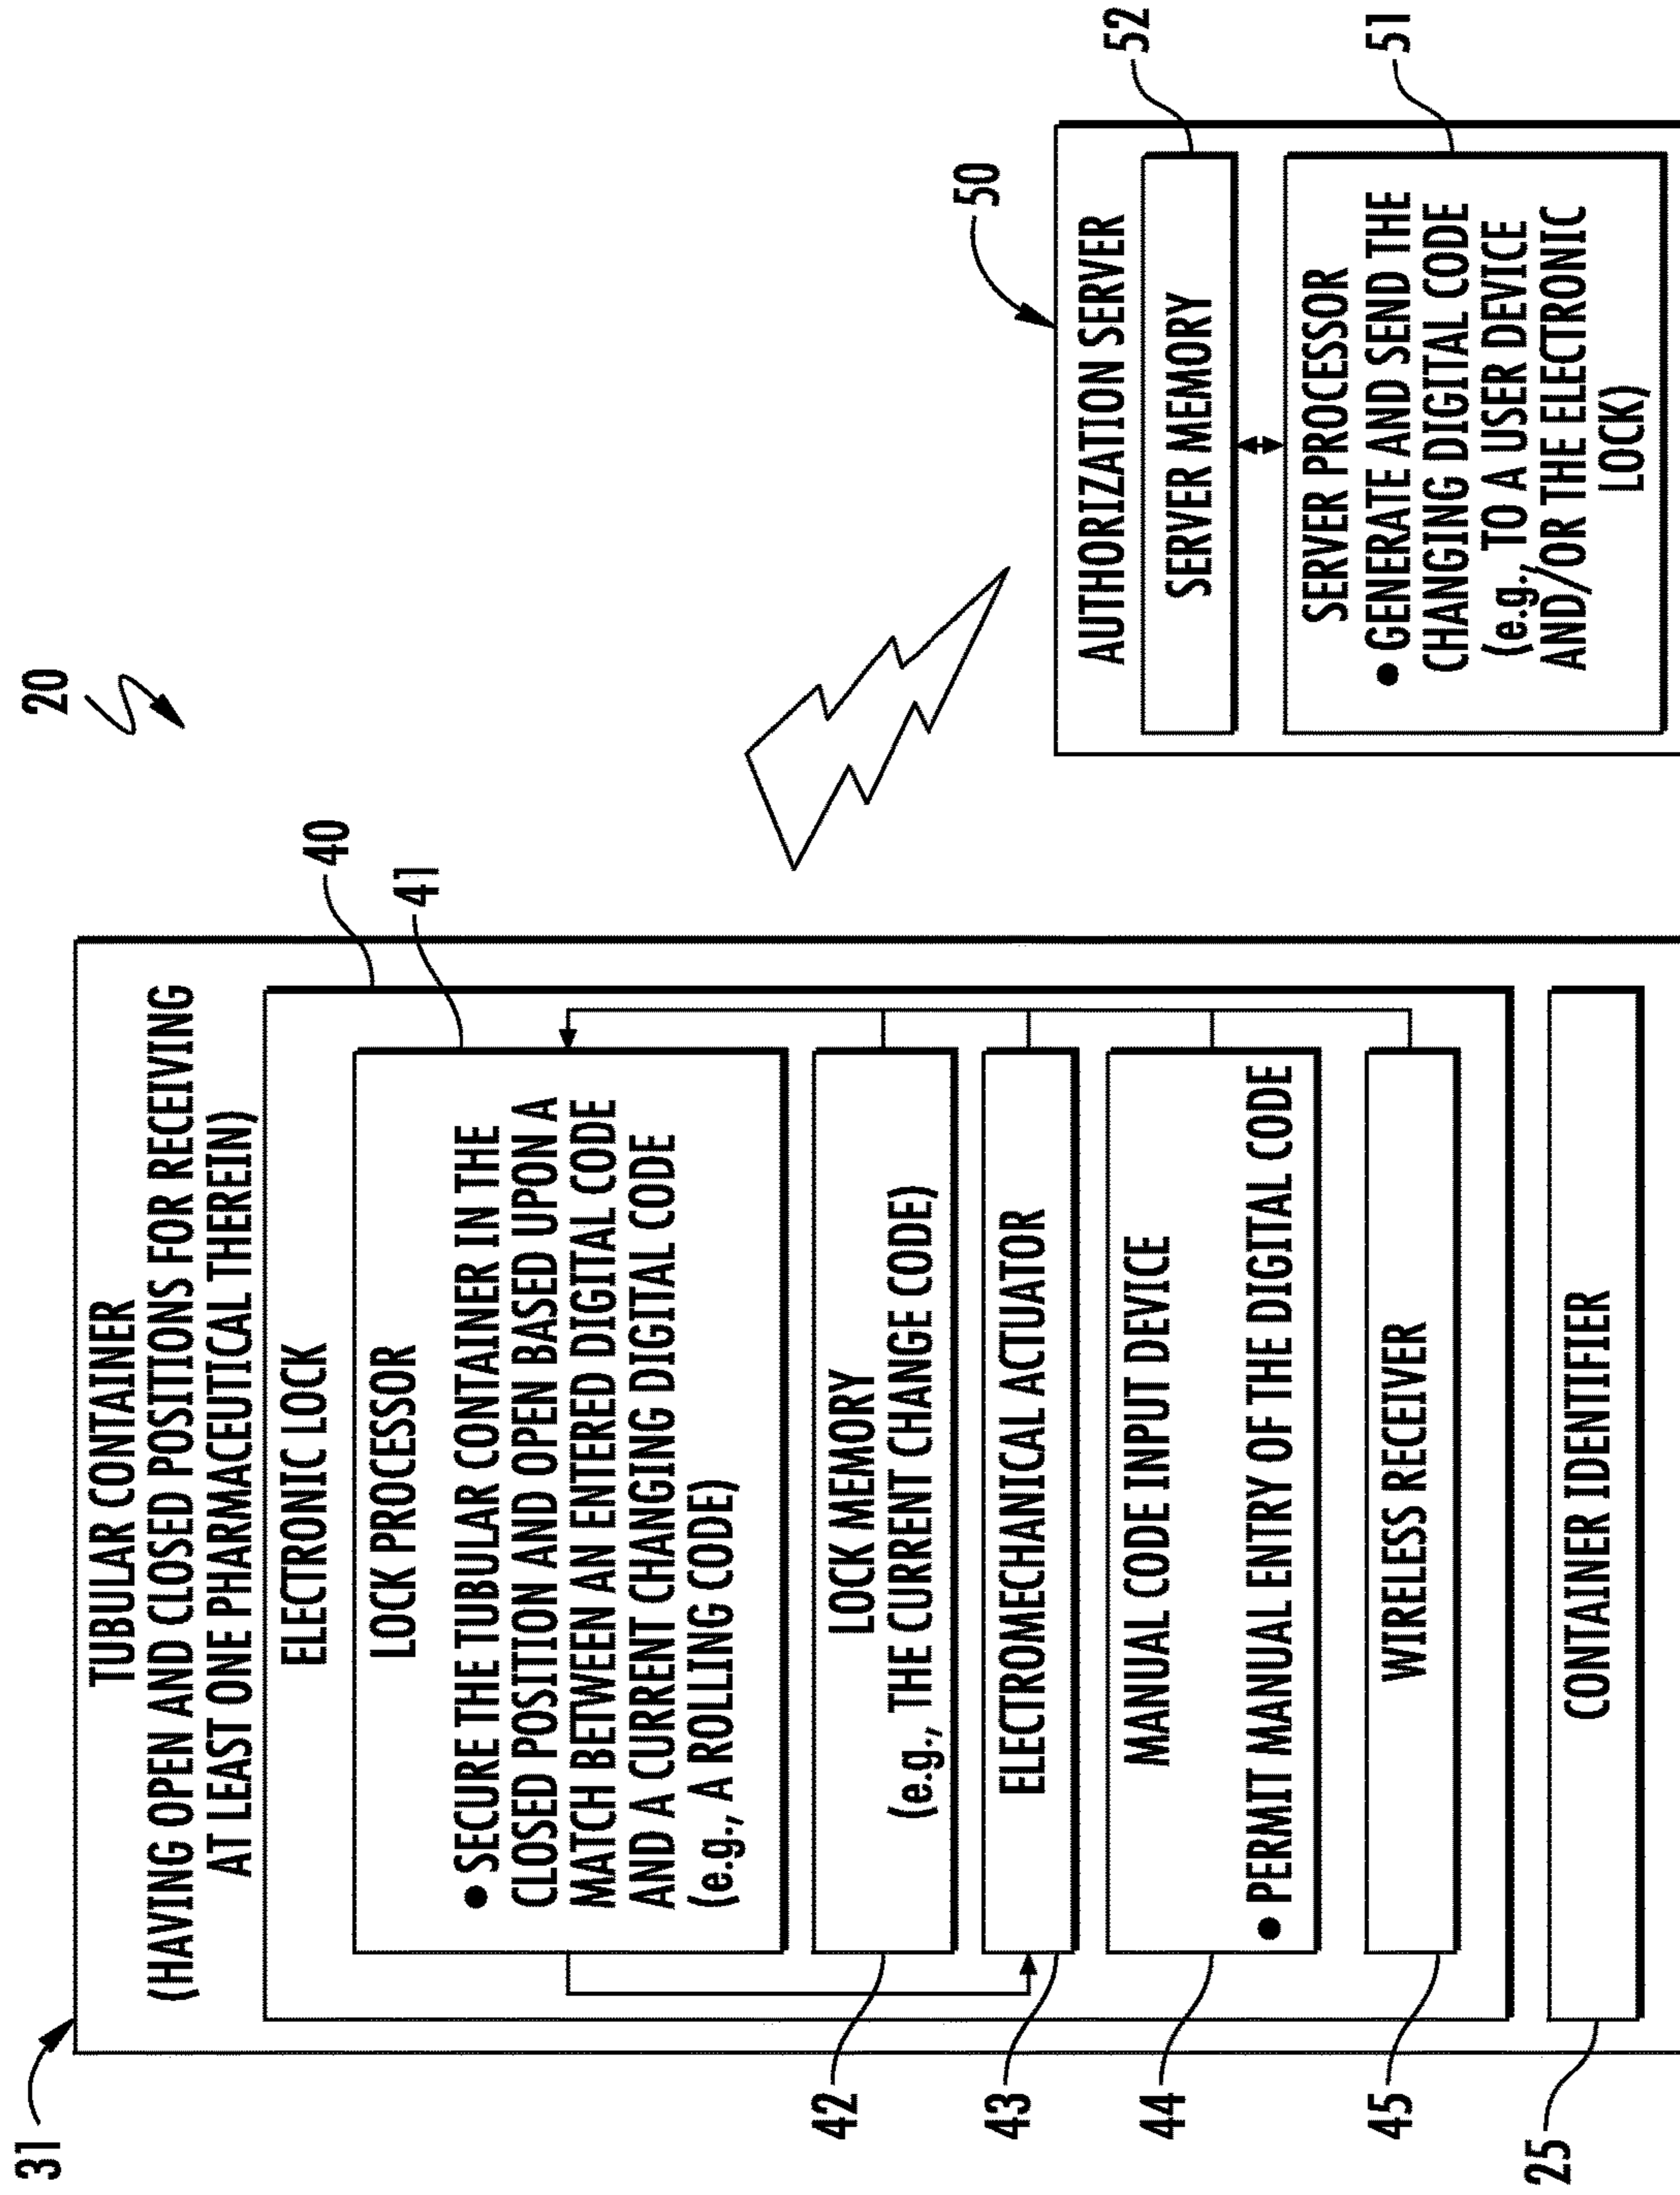 20
31
TUBULAR CONTAINER
(HAVING OPEN AND CLOSED POSITIONS FOR RECEIVING
AT LEAST ONE PHARMACEUTICAL THEREIN)
ELECTRONIC LOCK
40
LOCK PROCESSOR
41
● SECURE THE TUBULAR CONTAINER IN THE
CLOSED POSITION AND OPEN BASED UPON A
MATCH BETWEEN AN ENTERED DIGITAL CODE
AND A CURRENT CHANGING DIGITAL CODE
(e.g., A ROLLING CODE)
42
LOCK MEMORY
(e.g., THE CURRENT CHANGE CODE)
43
ELECTROMECHANICAL ACTUATOR
44
MANUAL CODE INPUT DEVICE
● PERMIT MANUAL ENTRY OF THE DIGITAL CODE
45
WIRELESS RECEIVER
25
CONTAINER IDENTIFIER
50
AUTHORIZATION SERVER
52
SERVER MEMORY
51
SERVER PROCESSOR
● GENERATE AND SEND THE
CHANGING DIGITAL CODE
(e.g., TO A USER DEVICE
AND/OR THE ELECTRONIC
LOCK)